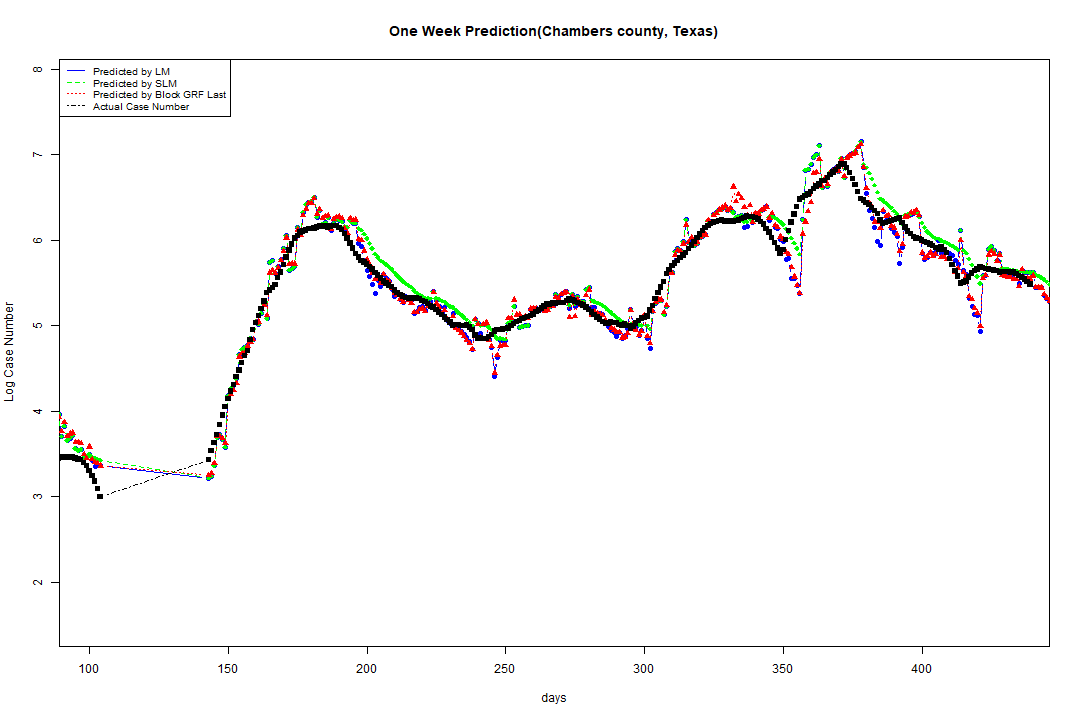 One Week Prediction(Chambers county, Texas)
8
Predicted by LM
Predicted by SLM
Predicted by Block GRF Last
Actual Case Number
7
6
5
4
3
2
Log Case Number
100 150 200 250 300 350 400
days